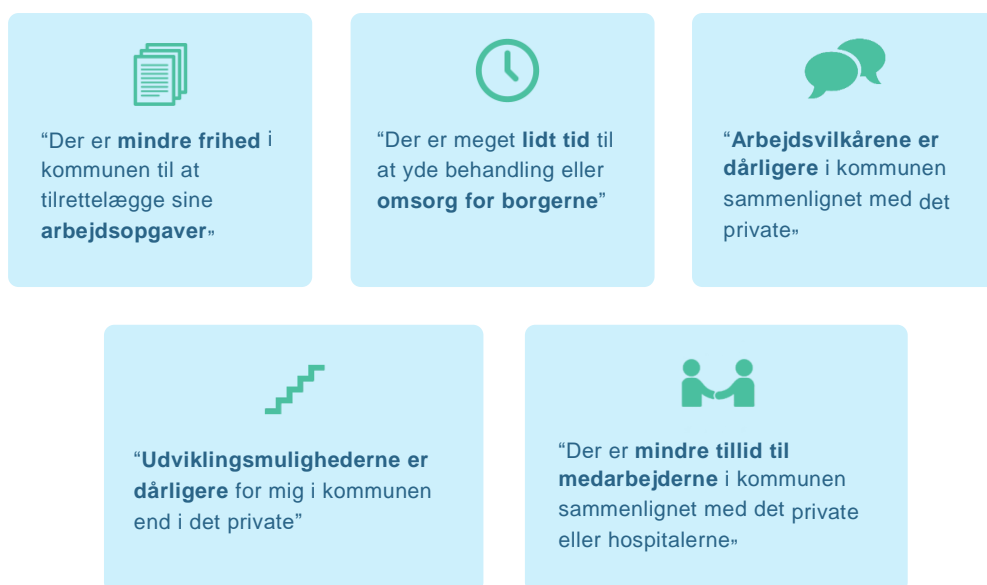 “Der er mindre frihed i
kommunen til at
tilrettelægge sine
arbejdsopgaver”
“Der er meget lidt tid til
at yde behandling eller
omsorg for borgerne”
“Arbejdsvilkårene er
dårligere i kommunen
sammenlignet med det
private”
“Udviklingsmulighederne er
dårligere for mig i kommunen
end i det private”
“Der er mindre tillid til
medarbejderne i kommunen
sammenlignet med det private
eller hospitalerne”